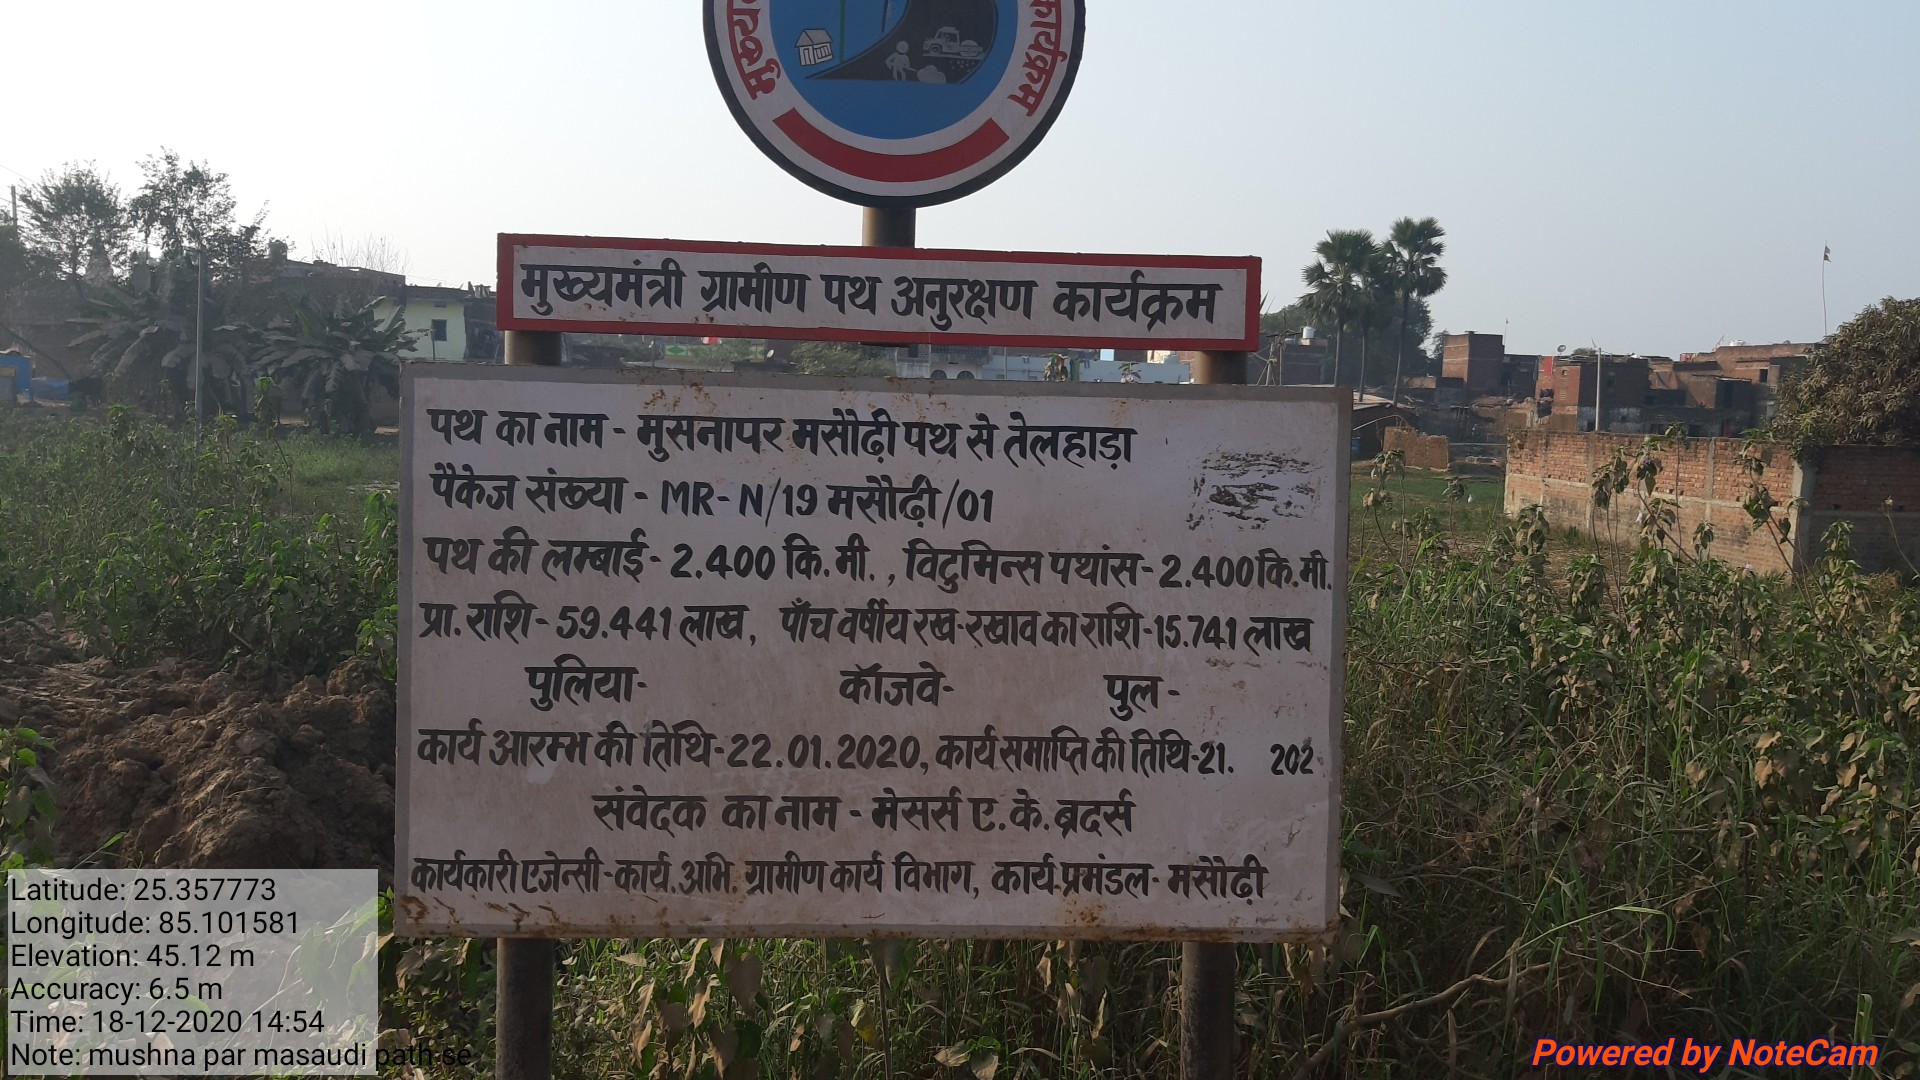 कार्यक्रम
मुख्यमंत्री ग्रामीण पथ अनुरक्षण कार्यक्रम
पथ का नाम - मुसनापर मसौढ़ी पथ से तेलहाड़ा
पैकेज संख्या - MR-N/19 मसौढ़ी/01
पथ की लम्बाई - 2.400 कि.मी., विटुमिन्स पथांस - 2.400 कि.मी.
प्रा. राशि - 59.441 लाख, पाँच वर्षीय रख-रखाव का राशि - 15.741 लाख
पुलिया- कॉजवे- पुल-
कार्य आरम्भ की तिथि - 22.01.2020, कार्य समाप्ति की तिथि - 21. 202
संवेदक का नाम - मेसर्स ए. के. ब्रदर्स
कार्यकारी एजेन्सी - कार्य. अभि. ग्रामीण कार्य विभाग, कार्य प्रमंडल - मसौढ़ी
Latitude: 25.357773
Longitude: 85.101581
Elevation: 45.12 m
Accuracy: 6.5 m
Time: 18-12-2020 14:54
Note: mushna par masaudi path se
Powered by NoteCam